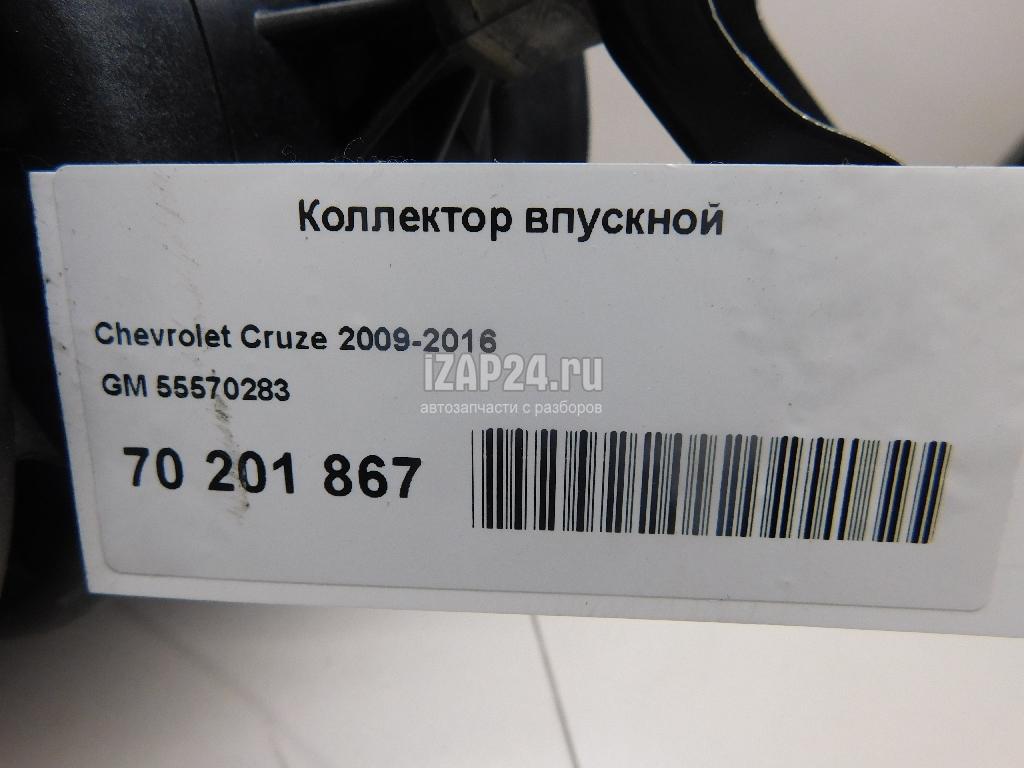 Коллектор впускной
Chevrolet Cruze 2009-2016
iZAP24.ru
GM 55570283
автозапчасти с разборов
70 201 867